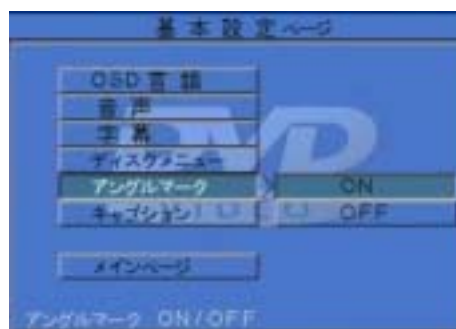 基本設定ページ
OSD言語
音声
字幕
ディスクメニュー
アングルマーク ON
キャプション OFF
メインページ
アングルマーク ON/OFF